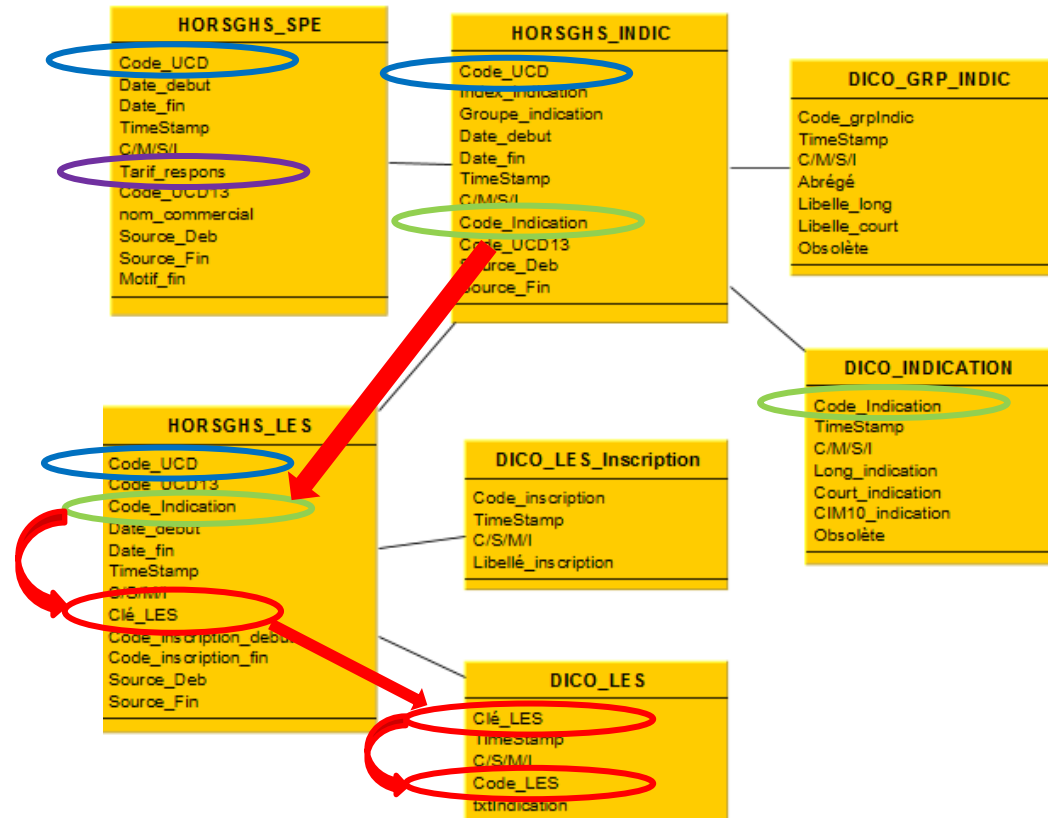 HORSGHS_SPE
Code_UCD
Date_debut
Date_fin
TimeStamp
C/M/S/I
Tarif_respons
Code_UCD13
nom_commercial
Source_Deb
Source_Fin
Motif_fin
HORSGHS_INDIC
Code_UCD
Index_Indication
Groupe_indication
Date_debut
Date_fin
TimeStamp
C/M/S/I
Code_Indication
Code_UCD13
Source_Deb
Source_Fin
DICO_GRP_INDIC
Code_grpIndic
TimeStamp
C/M/S/I
Abrégé
Libelle_long
Libelle_court
Obsolète
DICO_INDICATION
Code_Indication
TimeStamp
C/M/S/I
Long_indication
Court_indication
CIM10_indication
Obsolète
HORSGHS_LES
Code_UCD
Code_UCD13
Code_Indication
Date_debut
Date_fin
TimeStamp
C/S/M/I
Clé_LES
Code_inscription_debut
Code_inscription_fin
Source_Deb
Source_Fin
DICO_LES_Inscription
Code_inscription
TimeStamp
C/S/M/I
Libellé_inscription
DICO_LES
Clé_LES
TimeStamp
C/S/M/I
Code_LES
txtIndication